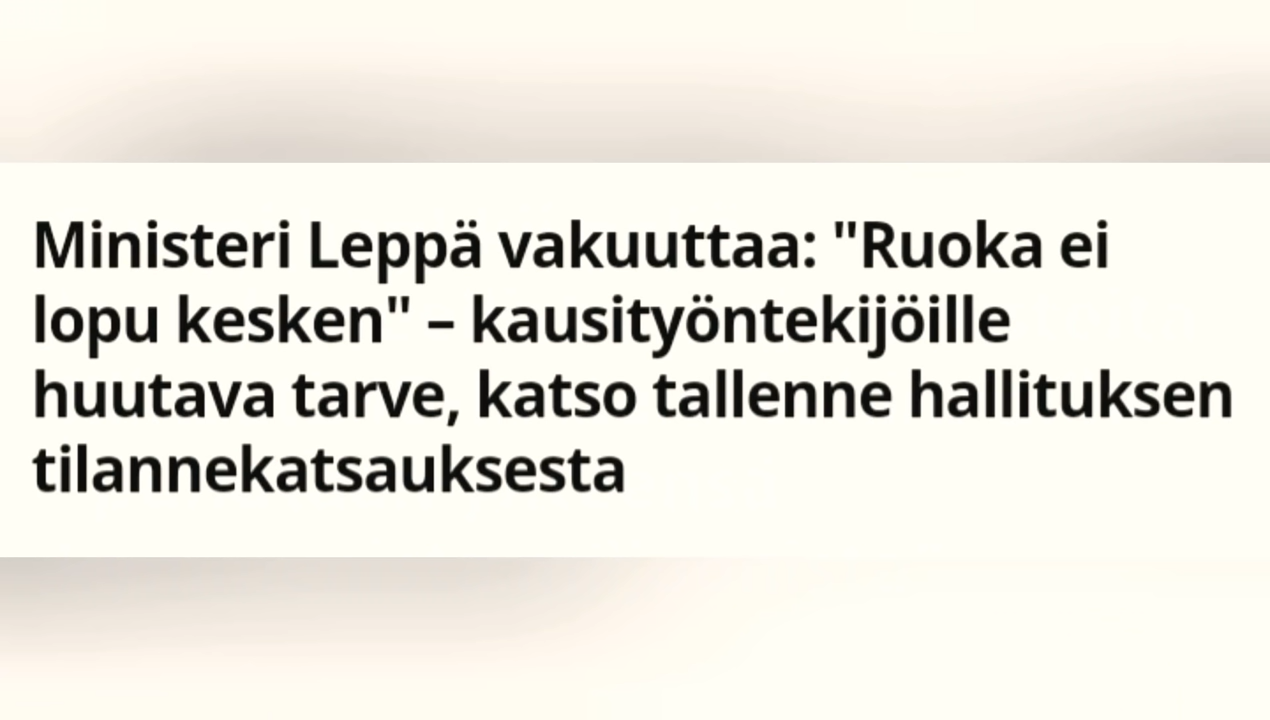 Ministeri Leppä vakuuttaa: "Ruoka ei
lopu kesken" – kausityöntekijöille
huutava tarve, katso tallenne hallituksen
tilannekatsauksesta